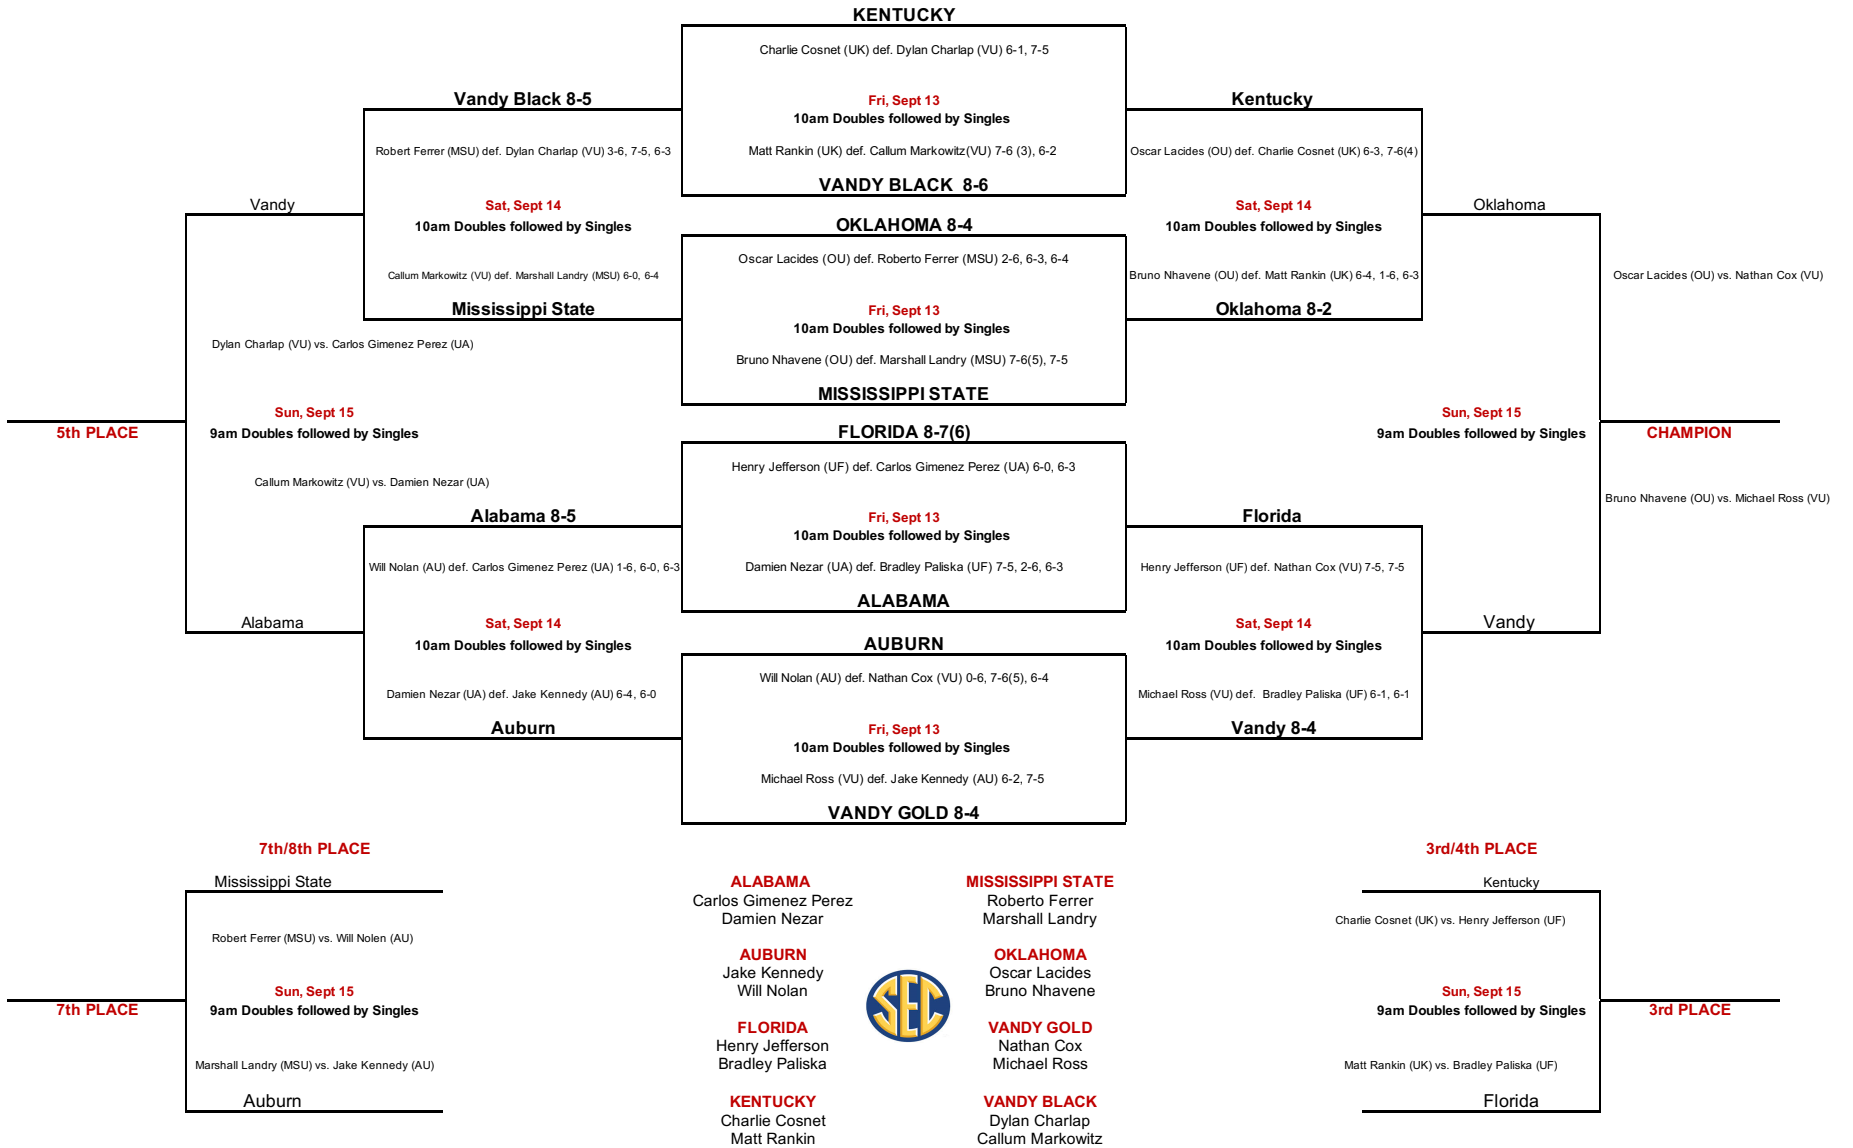 KENTUCKY
Charlie Cosnet (UK) def. Dylan Charlap (VU) 6-1, 7-5
Fri, Sept 13
10am Doubles followed by Singles
Matt Rankin (UK) def. Callum Markowitz(VU) 7-6 (3), 6-2
VANDY BLACK  8-6
OKLAHOMA 8-4
Oscar Lacides (OU) def. Roberto Ferrer (MSU) 2-6, 6-3, 6-4
Fri, Sept 13
10am Doubles followed by Singles
Bruno Nhavene (OU) def. Marshall Landry (MSU) 7-6(5), 7-5
MISSISSIPPI STATE
FLORIDA 8-7(6)
Henry Jefferson (UF) def. Carlos Gimenez Perez (UA) 6-0, 6-3
Fri, Sept 13
10am Doubles followed by Singles
Damien Nezar (UA) def. Bradley Paliska (UF) 7-5, 2-6, 6-3
ALABAMA
AUBURN
Will Nolan (AU) def. Nathan Cox (VU) 0-6, 7-6(5), 6-4
Fri, Sept 13
10am Doubles followed by Singles
Michael Ross (VU) def. Jake Kennedy (AU) 6-2, 7-5
VANDY GOLD 8-4
Vandy Black 8-5
Robert Ferrer (MSU) def. Dylan Charlap (VU) 3-6, 7-5, 6-3
Sat, Sept 14
10am Doubles followed by Singles
Callum Markowitz (VU) def. Marshall Landry (MSU) 6-0, 6-4
Mississippi State
Alabama 8-5
Will Nolan (AU) def. Carlos Gimenez Perez (UA) 1-6, 6-0, 6-3
Sat, Sept 14
10am Doubles followed by Singles
Damien Nezar (UA) def. Jake Kennedy (AU) 6-4, 6-0
Auburn
Vandy
Dylan Charlap (VU) vs. Carlos Gimenez Perez (UA)
Sun, Sept 15
9am Doubles followed by Singles
5th PLACE
Callum Markowitz (VU) vs. Damien Nezar (UA)
Alabama
Kentucky
Oscar Lacides (OU) def. Charlie Cosnet (UK) 6-3, 7-6(4)
Sat, Sept 14
10am Doubles followed by Singles
Bruno Nhavene (OU) def. Matt Rankin (UK) 6-4, 1-6, 6-3
Oklahoma 8-2
Florida
Henry Jefferson (UF) def. Nathan Cox (VU) 7-5, 7-5
Sat, Sept 14
10am Doubles followed by Singles
Michael Ross (VU) def.  Bradley Paliska (UF) 6-1, 6-1
Vandy 8-4
Oklahoma
Oscar Lacides (OU) vs. Nathan Cox (VU)
Sun, Sept 15
9am Doubles followed by Singles
CHAMPION
Bruno Nhavene (OU) vs. Michael Ross (VU)
Vandy
7th/8th PLACE
Mississippi State
Robert Ferrer (MSU) vs. Will Nolen (AU)
Sun, Sept 15
9am Doubles followed by Singles
7th PLACE
Marshall Landry (MSU) vs. Jake Kennedy (AU)
Auburn
ALABAMA
Carlos Gimenez Perez
Damien Nezar
AUBURN
Jake Kennedy
Will Nolan
FLORIDA
Henry Jefferson
Bradley Paliska
KENTUCKY
Charlie Cosnet
Matt Rankin
SEC
MISSISSIPPI STATE
Roberto Ferrer
Marshall Landry
OKLAHOMA
Oscar Lacides
Bruno Nhavene
VANDY GOLD
Nathan Cox
Michael Ross
VANDY BLACK
Dylan Charlap
Callum Markowitz
3rd/4th PLACE
Kentucky
Charlie Cosnet (UK) vs. Henry Jefferson (UF)
Sun, Sept 15
9am Doubles followed by Singles
3rd PLACE
Matt Rankin (UK) vs. Bradley Paliska (UF)
Florida